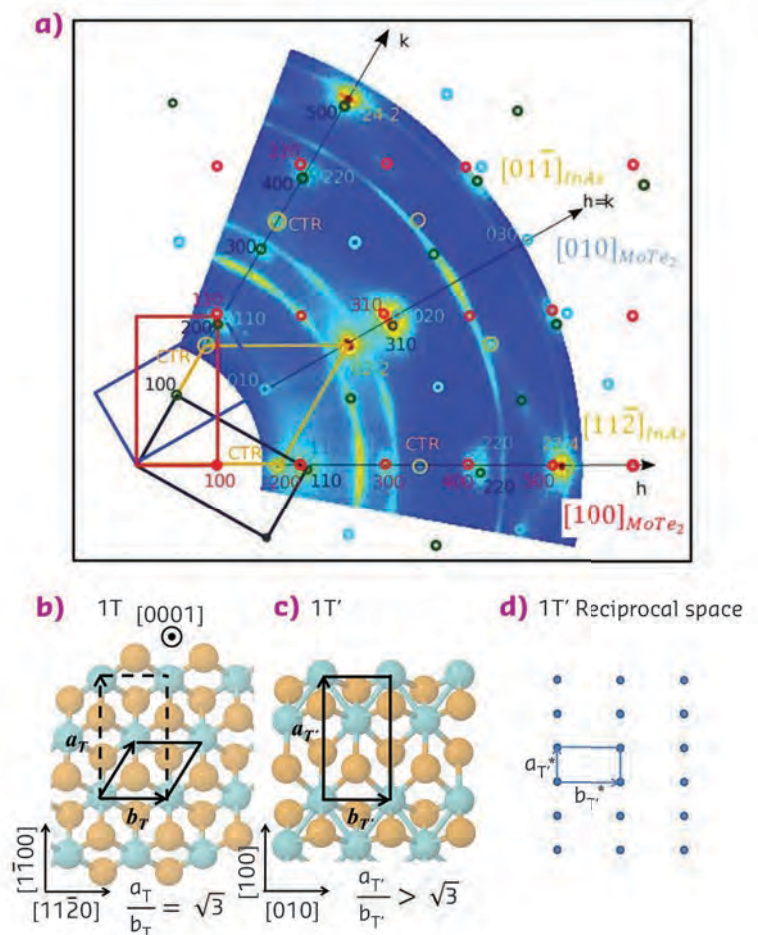 a)
k
500
24-2
400 220
[011̄]InAs
CTR
h=k
030
300
[010]MoTe2
110 310
110 020
200 310
CTR
100 010
[112̄]InAs
CTR CTR 220
100 200 110 300 220 500 h
[100]MoTe2
b) 1T [0001]
c) 1T′
d) 1T′ Reciprocal space
aT
bT
[11̄00]
[112̄0]
aT/bT = √3
aT′
bT′
[100]
[010]
aT′/bT′ > √3
aT′*
bT′*